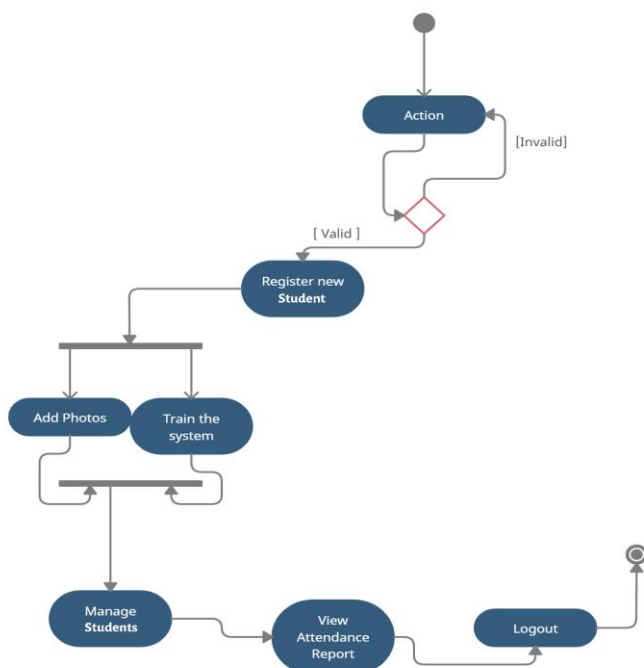 Action
[Invalid]
[ Valid ]
Register new
Student
Add Photos
Train the
system
Manage
Students
View
Attendance
Report
Logout